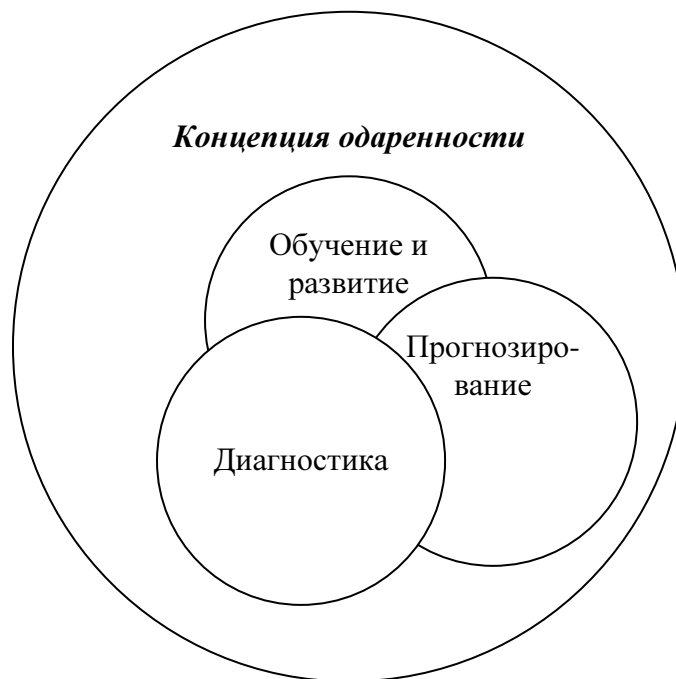 Концепция одаренности
Обучение и
развитие
Прогнозиро-
вание
Диагностика